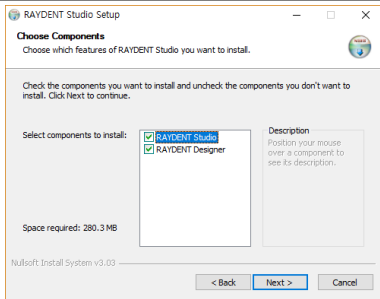 RAYDENT Studio Setup
Choose Components
Choose which features of RAYDENT Studio you want to install.
Check the components you want to install and uncheck the components you don't want to
install. Click Next to continue.
Select components to install:
RAYDENT Studio
RAYDENT Designer
Description
Position your mouse
over a component to
see its description.
Space required: 280.3 MB
Nullsoft Install System v3.03
< Back
Next >
Cancel